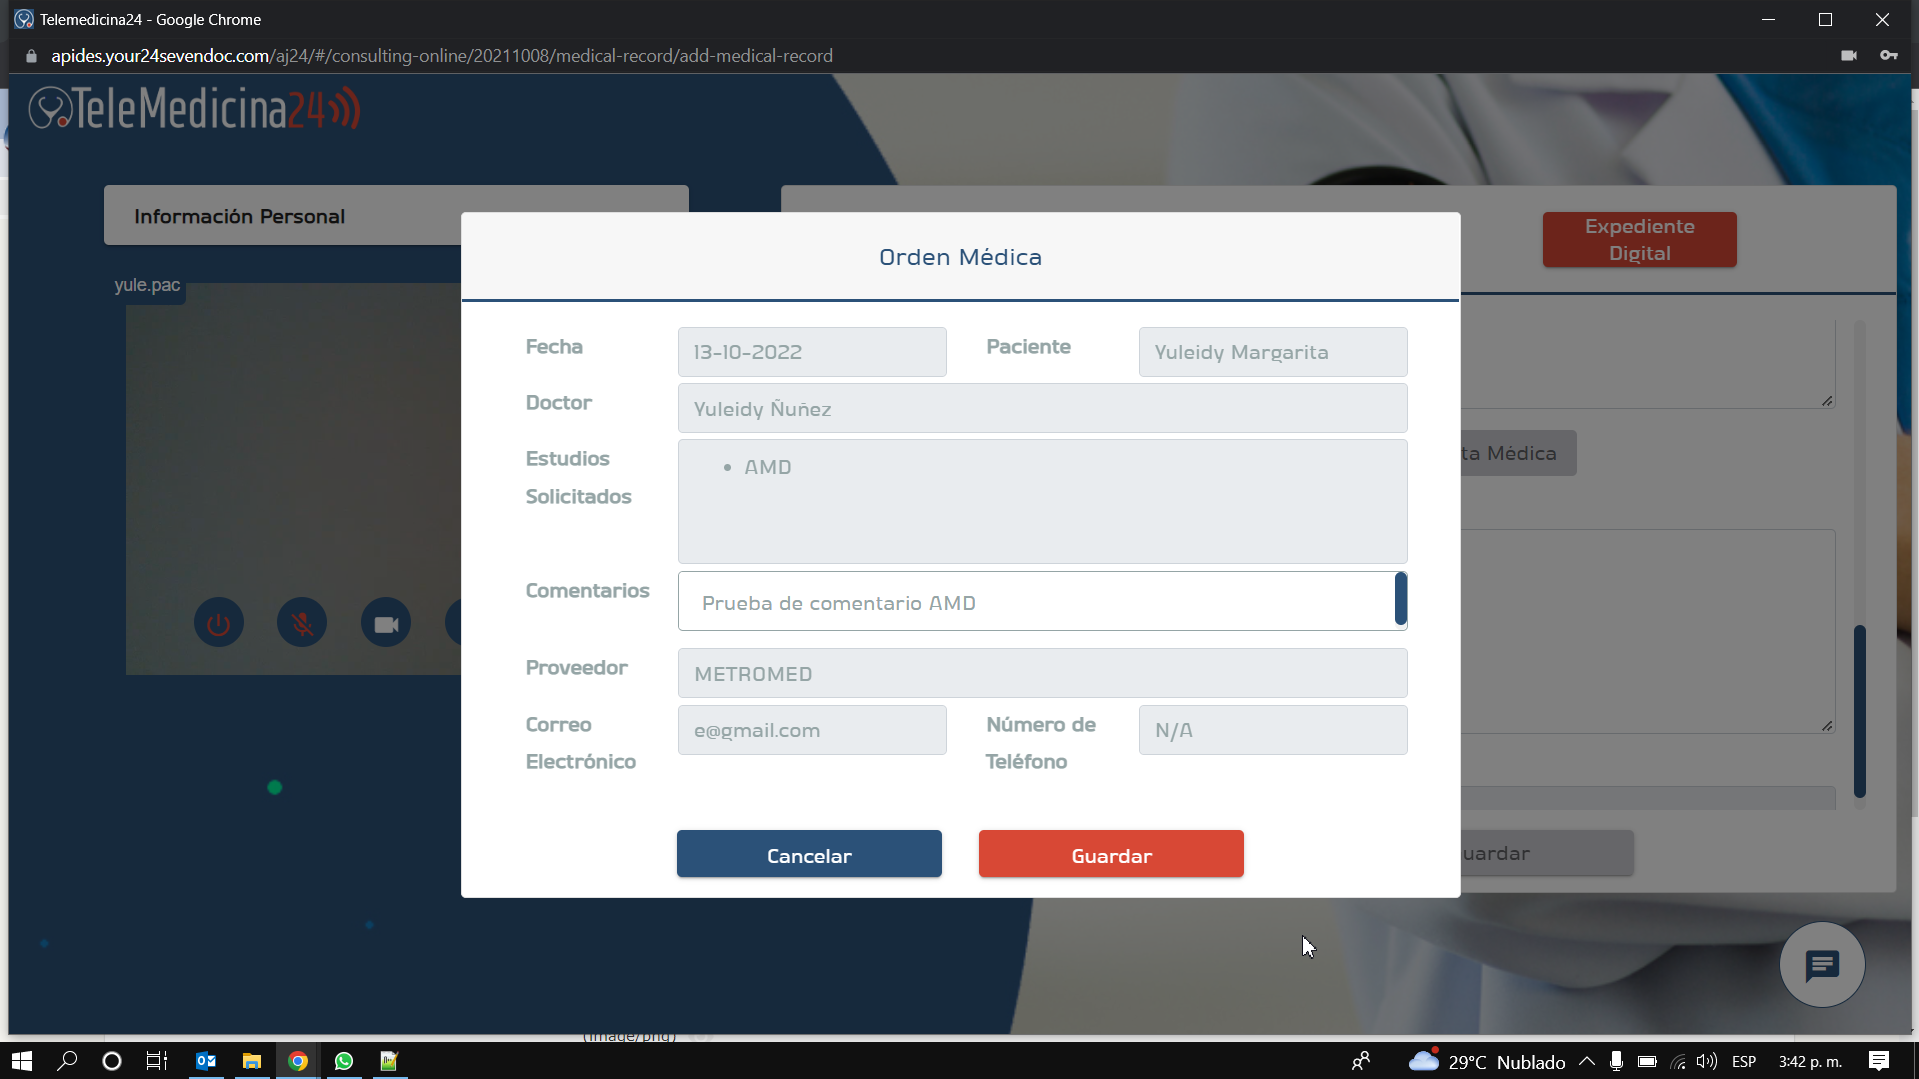 Telemedicina24 - Google Chrome
apides.your24sevendoc.com/aj24/#/consulting-online/20211008/medical-record/add-medical-record
TeleMedicina24
Información Personal
Expediente
Digital
yule.pac
Orden Médica
Fecha
13-10-2022
Paciente
Yuleidy Margarita
Doctor
Yuleidy Ñuñez
ta Médica
Estudios
Solicitados
• AMD
Comentarios
Prueba de comentario AMD
Proveedor
METROMED
Correo
Electrónico
e@gmail.com
Número de
Teléfono
N/A
Cancelar
Guardar
uardar
(image/png)
29°C Nublado
ESP
3:42 p. m.